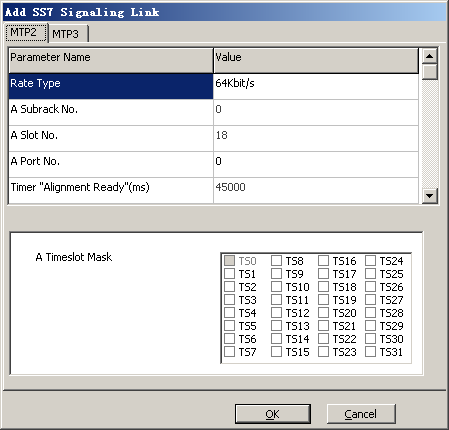 Add SS7 Signaling Link
MTP2 MTP3
Parameter Name Value
Rate Type 64Kbit/s
A Subrack No. 0
A Slot No. 18
A Port No. 0
Timer "Alignment Ready"(ms) 45000
A Timeslot Mask
TS0 TS8 TS16 TS24
TS1 TS9 TS17 TS25
TS2 TS10 TS18 TS26
TS3 TS11 TS19 TS27
TS4 TS12 TS20 TS28
TS5 TS13 TS21 TS29
TS6 TS14 TS22 TS30
TS7 TS15 TS23 TS31
OK Cancel